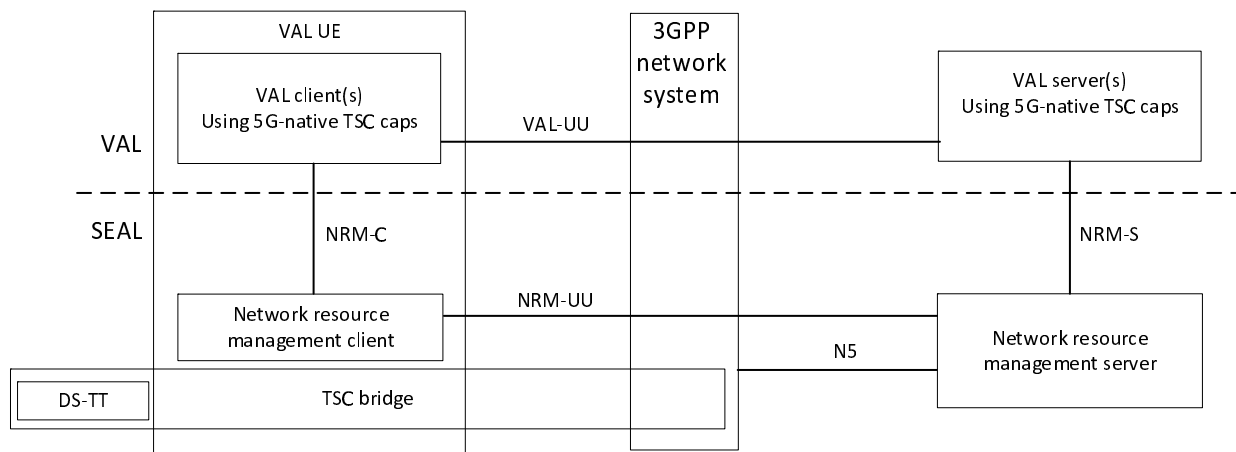 VAL UE
3GPP
network
system
VAL client(s)
Using 5G-native TSC caps
VAL server(s)
Using 5G-native TSC caps
VAL-UU
VAL
SEAL
NRM-C
NRM-S
NRM-UU
Network resource
management client
N5
Network resource
management server
DS-TT
TSC bridge